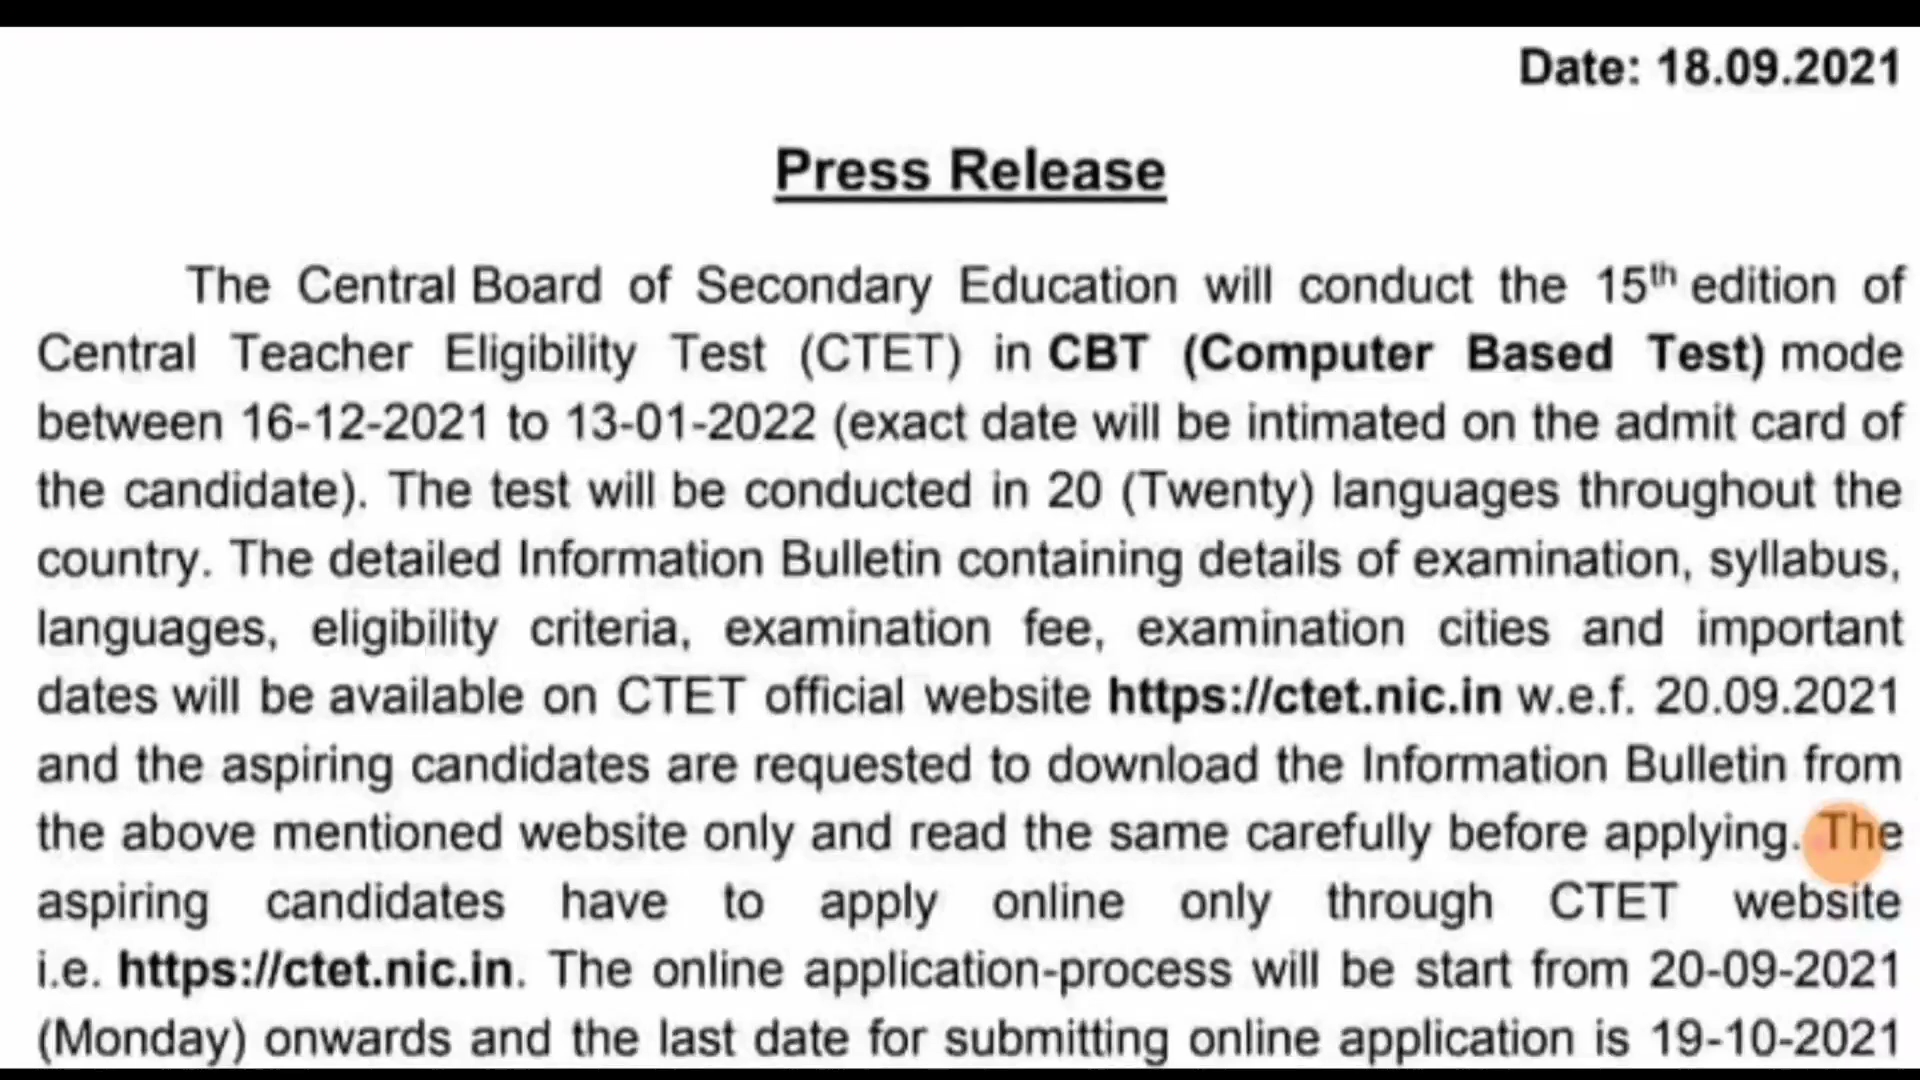 Date: 18.09.2021
Press Release
The Central Board of Secondary Education will conduct the 15th edition of
Central Teacher Eligibility Test (CTET) in CBT (Computer Based Test) mode
between 16-12-2021 to 13-01-2022 (exact date will be intimated on the admit card of
the candidate). The test will be conducted in 20 (Twenty) languages throughout the
country. The detailed Information Bulletin containing details of examination, syllabus,
languages, eligibility criteria, examination fee, examination cities and important
dates will be available on CTET official website https://ctet.nic.in w.e.f. 20.09.2021
and the aspiring candidates are requested to download the Information Bulletin from
the above mentioned website only and read the same carefully before applying. The
aspiring candidates have to apply online only through CTET website
i.e. https://ctet.nic.in. The online application-process will be start from 20-09-2021
(Monday) onwards and the last date for submitting online application is 19-10-2021